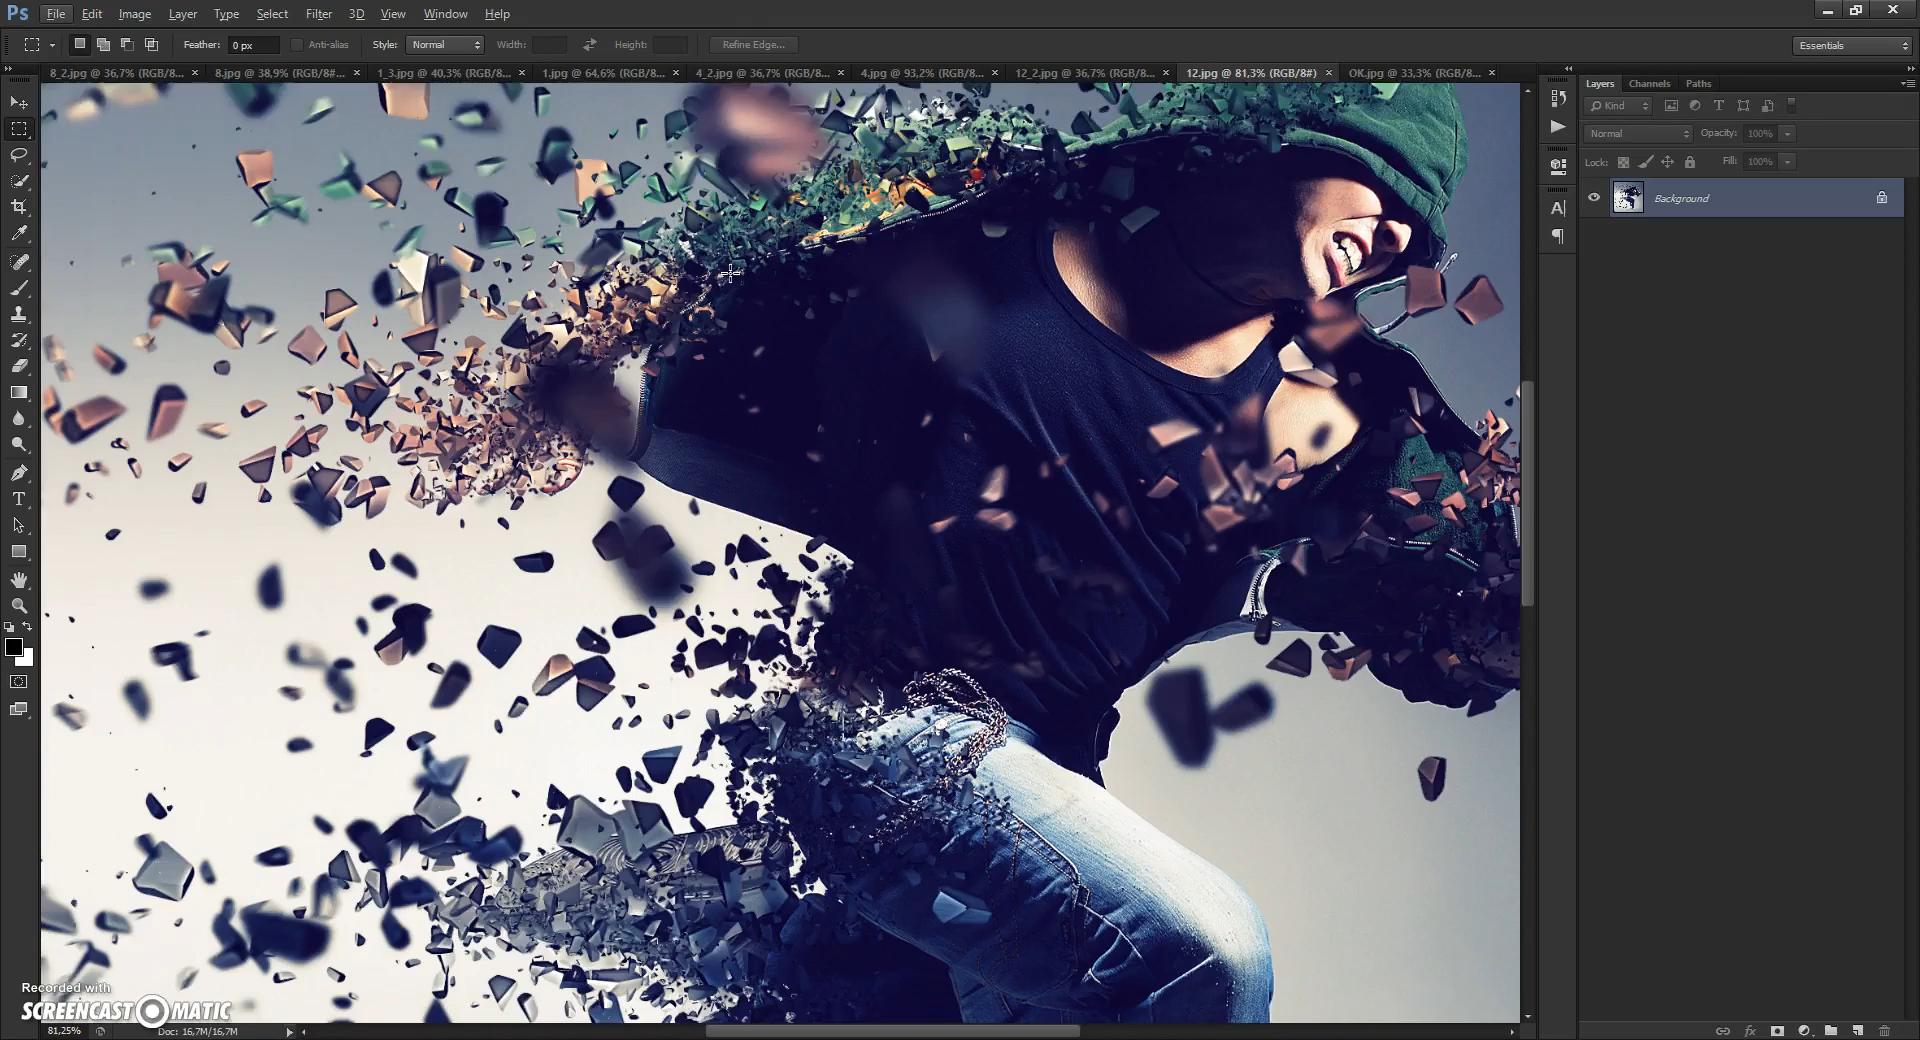 Ps File Edit Image Layer Type Select Filter 3D View Window Help
Feather: 0 px Anti-alias Style: Normal Width: Height: Refine Edge... Essentials
8_2.jpg @ 36,7% (RGB/8... × 8.jpg @ 38,9% (RGB/8#... × 1_3.jpg @ 40,3% (RGB/8... × 1.jpg @ 64,6% (RGB/8... × 4_2.jpg @ 36,7% (RGB/8... × 4.jpg @ 93,2% (RGB/8... × 12_2.jpg @ 36,7% (RGB/8... × 12.jpg @ 81,3% (RGB/8#) × OK.jpg @ 33,3% (RGB/8... ×
Layers Channels Paths
Kind
Normal Opacity: 100%
Lock: Fill: 100%
Background
Recorded with
SCREENCAST-O-MATIC
81,25% Doc: 16,7M/16,7M